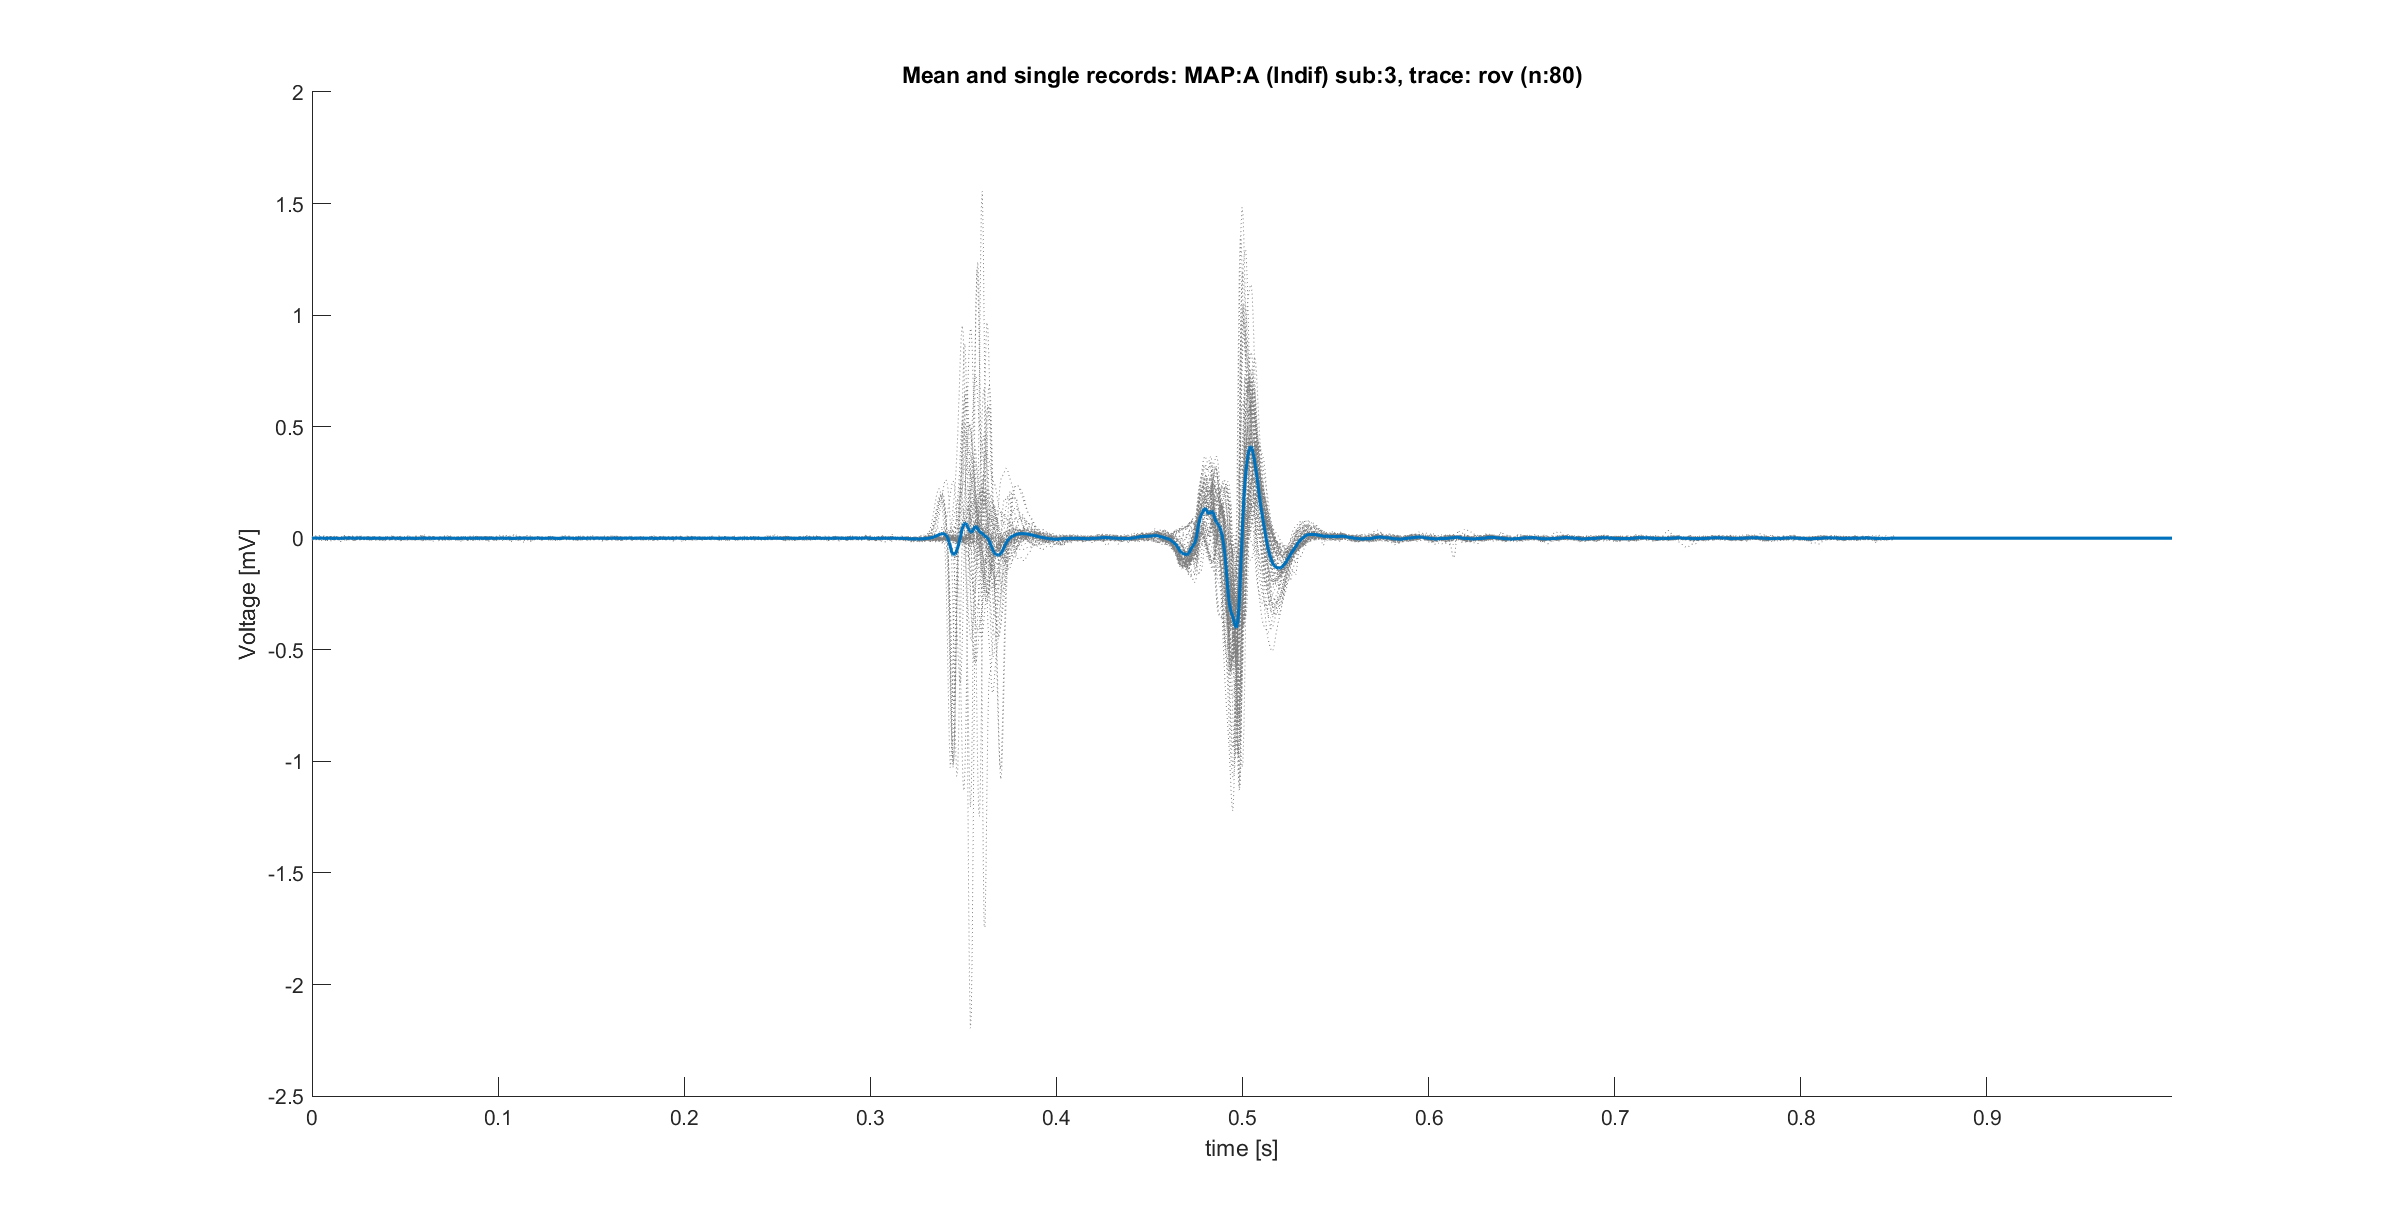 Mean and single records: MAP:A (Indif) sub:3, trace: rov (n:80)
2
1.5
1
0.5
0
-0.5
-1
-1.5
-2
-2.5
Voltage [mV]
0 0.1 0.2 0.3 0.4 0.5 0.6 0.7 0.8 0.9
time [s]